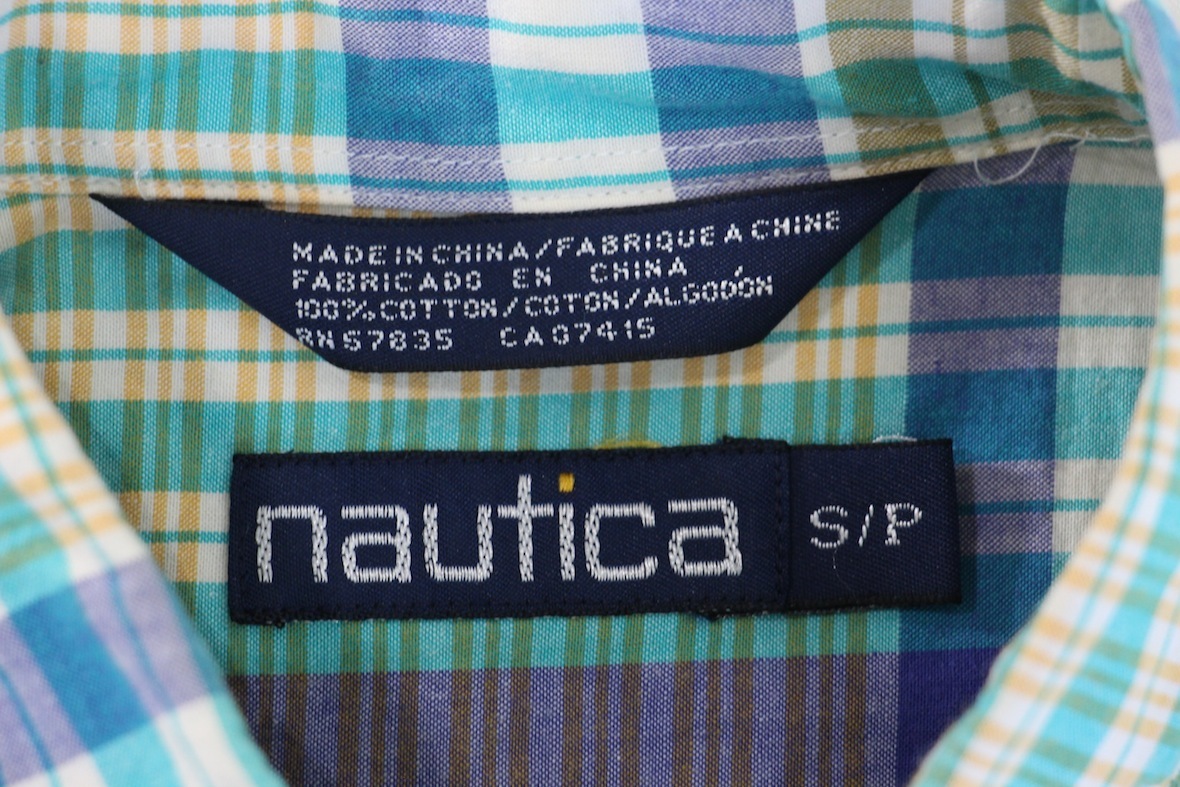 MADE IN CHINA/FABRIQUE A CHINE
FABRICADO EN CHINA
100% COTTON/COTON/ALGODÓN
RN57835 CA07415
nautica
S/P